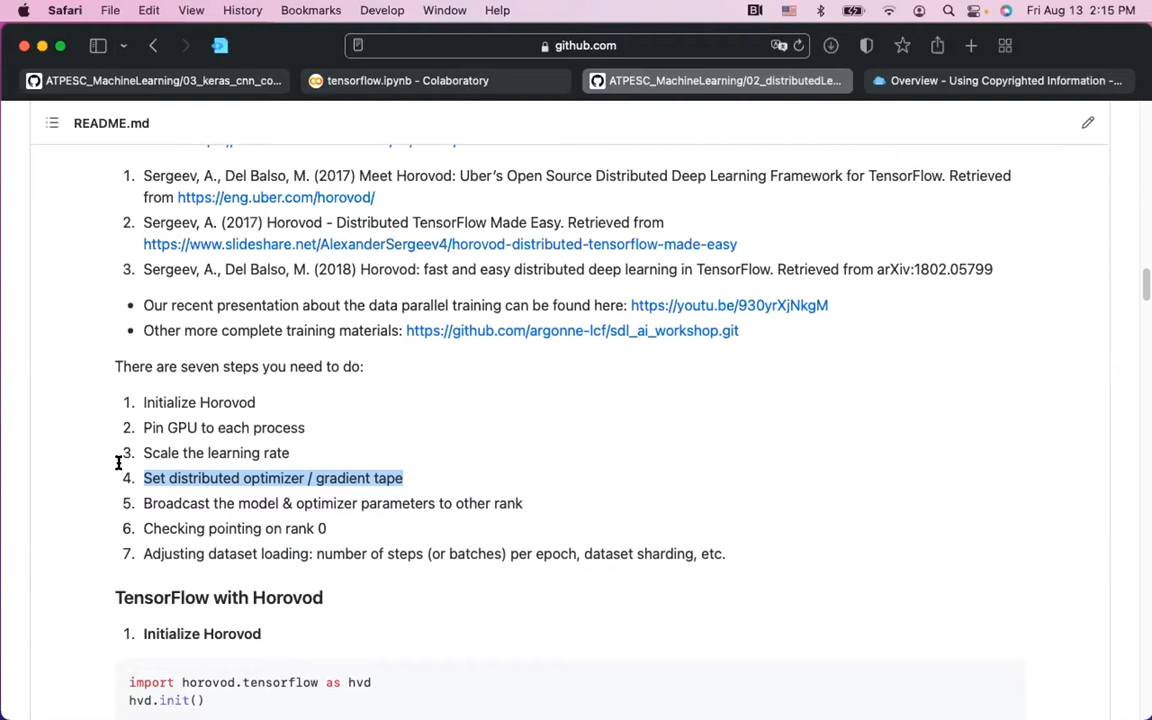 Safari File Edit View History Bookmarks Develop Window Help Fri Aug 13 2:15 PM
github.com
ATPESC_MachineLearning/03_keras_cnn_co... tensorflow.ipynb - Colaboratory ATPESC_MachineLearning/02_distributedLe... Overview - Using Copyrighted Information -...
README.md
1. Sergeev, A., Del Balso, M. (2017) Meet Horovod: Uber’s Open Source Distributed Deep Learning Framework for TensorFlow. Retrieved
from https://eng.uber.com/horovod/
2. Sergeev, A. (2017) Horovod - Distributed TensorFlow Made Easy. Retrieved from
https://www.slideshare.net/AlexanderSergeev4/horovod-distributed-tensorflow-made-easy
3. Sergeev, A., Del Balso, M. (2018) Horovod: fast and easy distributed deep learning in TensorFlow. Retrieved from arXiv:1802.05799
• Our recent presentation about the data parallel training can be found here: https://youtu.be/930yrXjNkgM
• Other more complete training materials: https://github.com/argonne-lcf/sdl_ai_workshop.git
There are seven steps you need to do:
1. Initialize Horovod
2. Pin GPU to each process
3. Scale the learning rate
4. Set distributed optimizer / gradient tape
5. Broadcast the model & optimizer parameters to other rank
6. Checking pointing on rank 0
7. Adjusting dataset loading: number of steps (or batches) per epoch, dataset sharding, etc.
TensorFlow with Horovod
1. Initialize Horovod
import horovod.tensorflow as hvd
hvd.init()